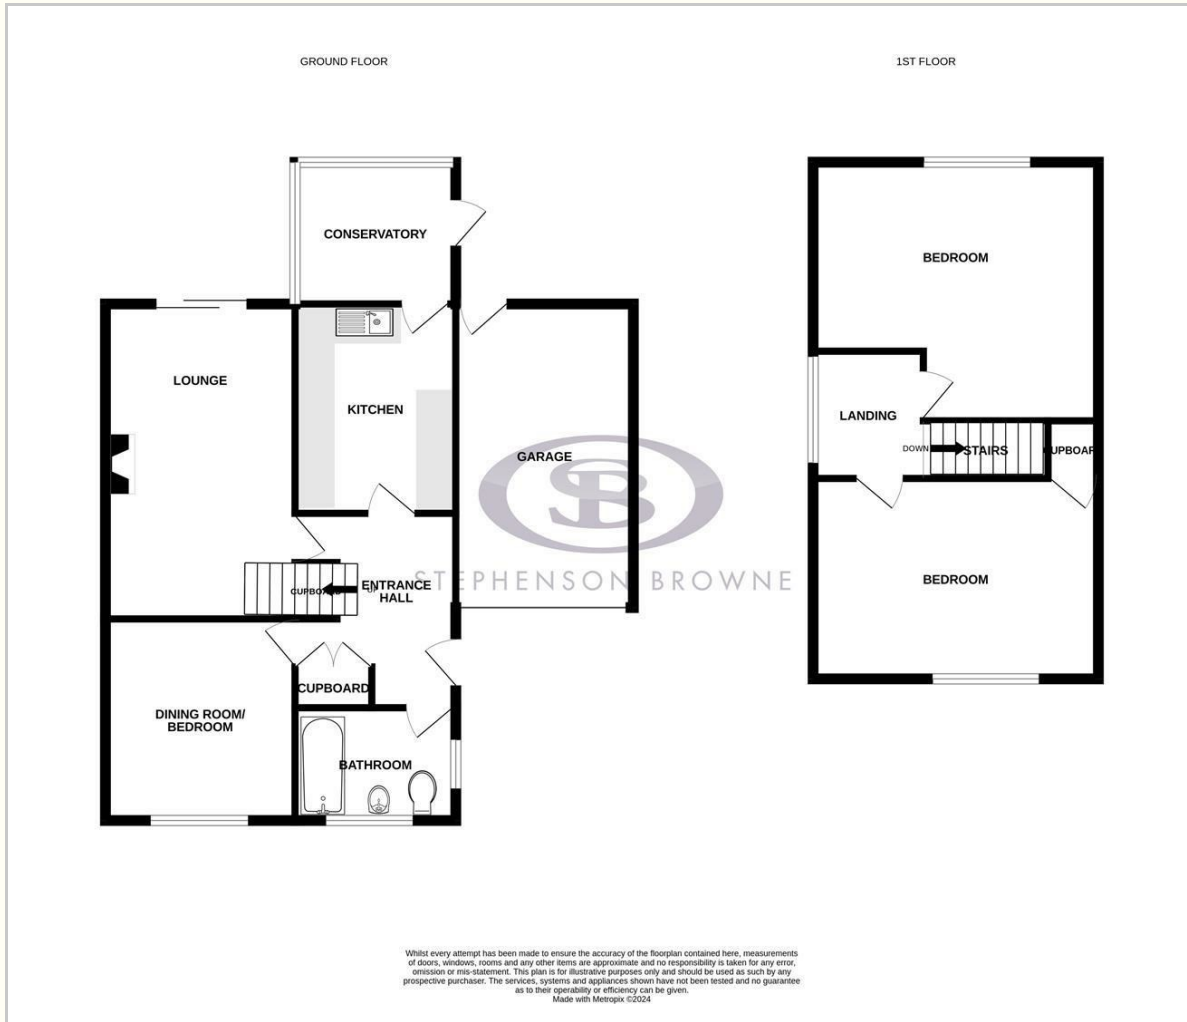 GROUND FLOOR
CONSERVATORY
LOUNGE
KITCHEN
GARAGE
CUPBOARD
UP
ENTRANCE
HALL
CUPBOARD
DINING ROOM/
BEDROOM
BATHROOM
1ST FLOOR
BEDROOM
LANDING
DOWN
STAIRS
CUPBOARD
BEDROOM
SB
STEPHENSON BROWNE
Whilst every attempt has been made to ensure the accuracy of the floorplan contained here, measurements
of doors, windows, rooms and any other items are approximate and no responsibility is taken for any error,
omission or mis-statement. This plan is for illustrative purposes only and should be used as such by any
prospective purchaser. The services, systems and appliances shown have not been tested and no guarantee
as to their operability or efficiency can be given.
Made with Metropix ©2024